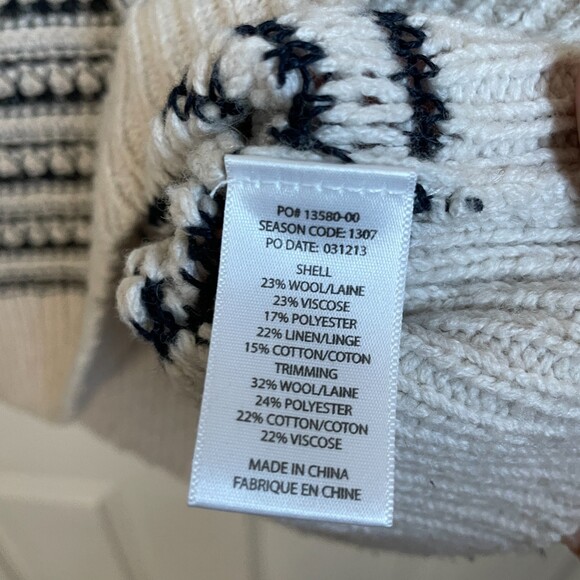 PO# 13580-00
SEASON CODE: 1307
PO DATE: 031213
SHELL
23% WOOL/LAINE
23% VISCOSE
17% POLYESTER
22% LINEN/LINGE
15% COTTON/COTON
TRIMMING
32% WOOL/LAINE
24% POLYESTER
22% COTTON/COTON
22% VISCOSE
MADE IN CHINA
FABRIQUE EN CHINE